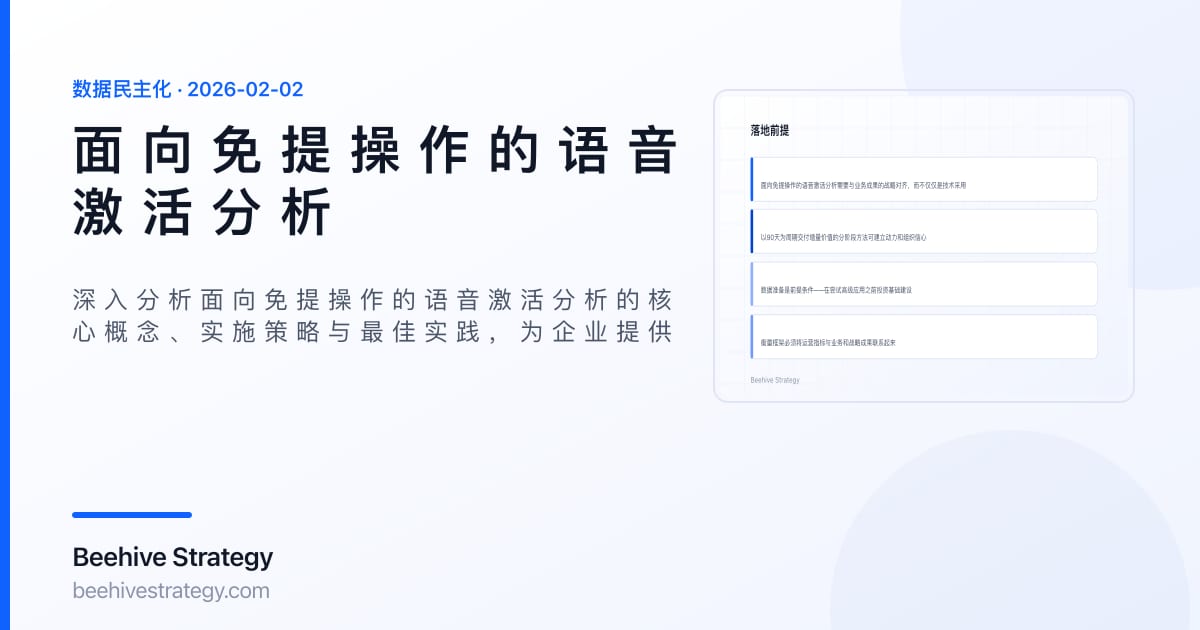 数据民主化 · 2026-02-02
面向免提操作的语音
激活分析
深入分析面向免提操作的语音激活分析的核
心概念、实施策略与最佳实践，为企业提供
Beehive Strategy
beehivestrategy.com
落地前提
面向免提操作的语音激活分析需要与业务成果的战略对齐，而不仅仅是技术采用
以90天为周期交付增量价值的分阶段方法可建立动力和组织信心
数据准备是前提条件——在尝试高级应用之前投资基础建设
衡量框架必须将运营指标与业务和战略成果联系起来
Beehive Strategy